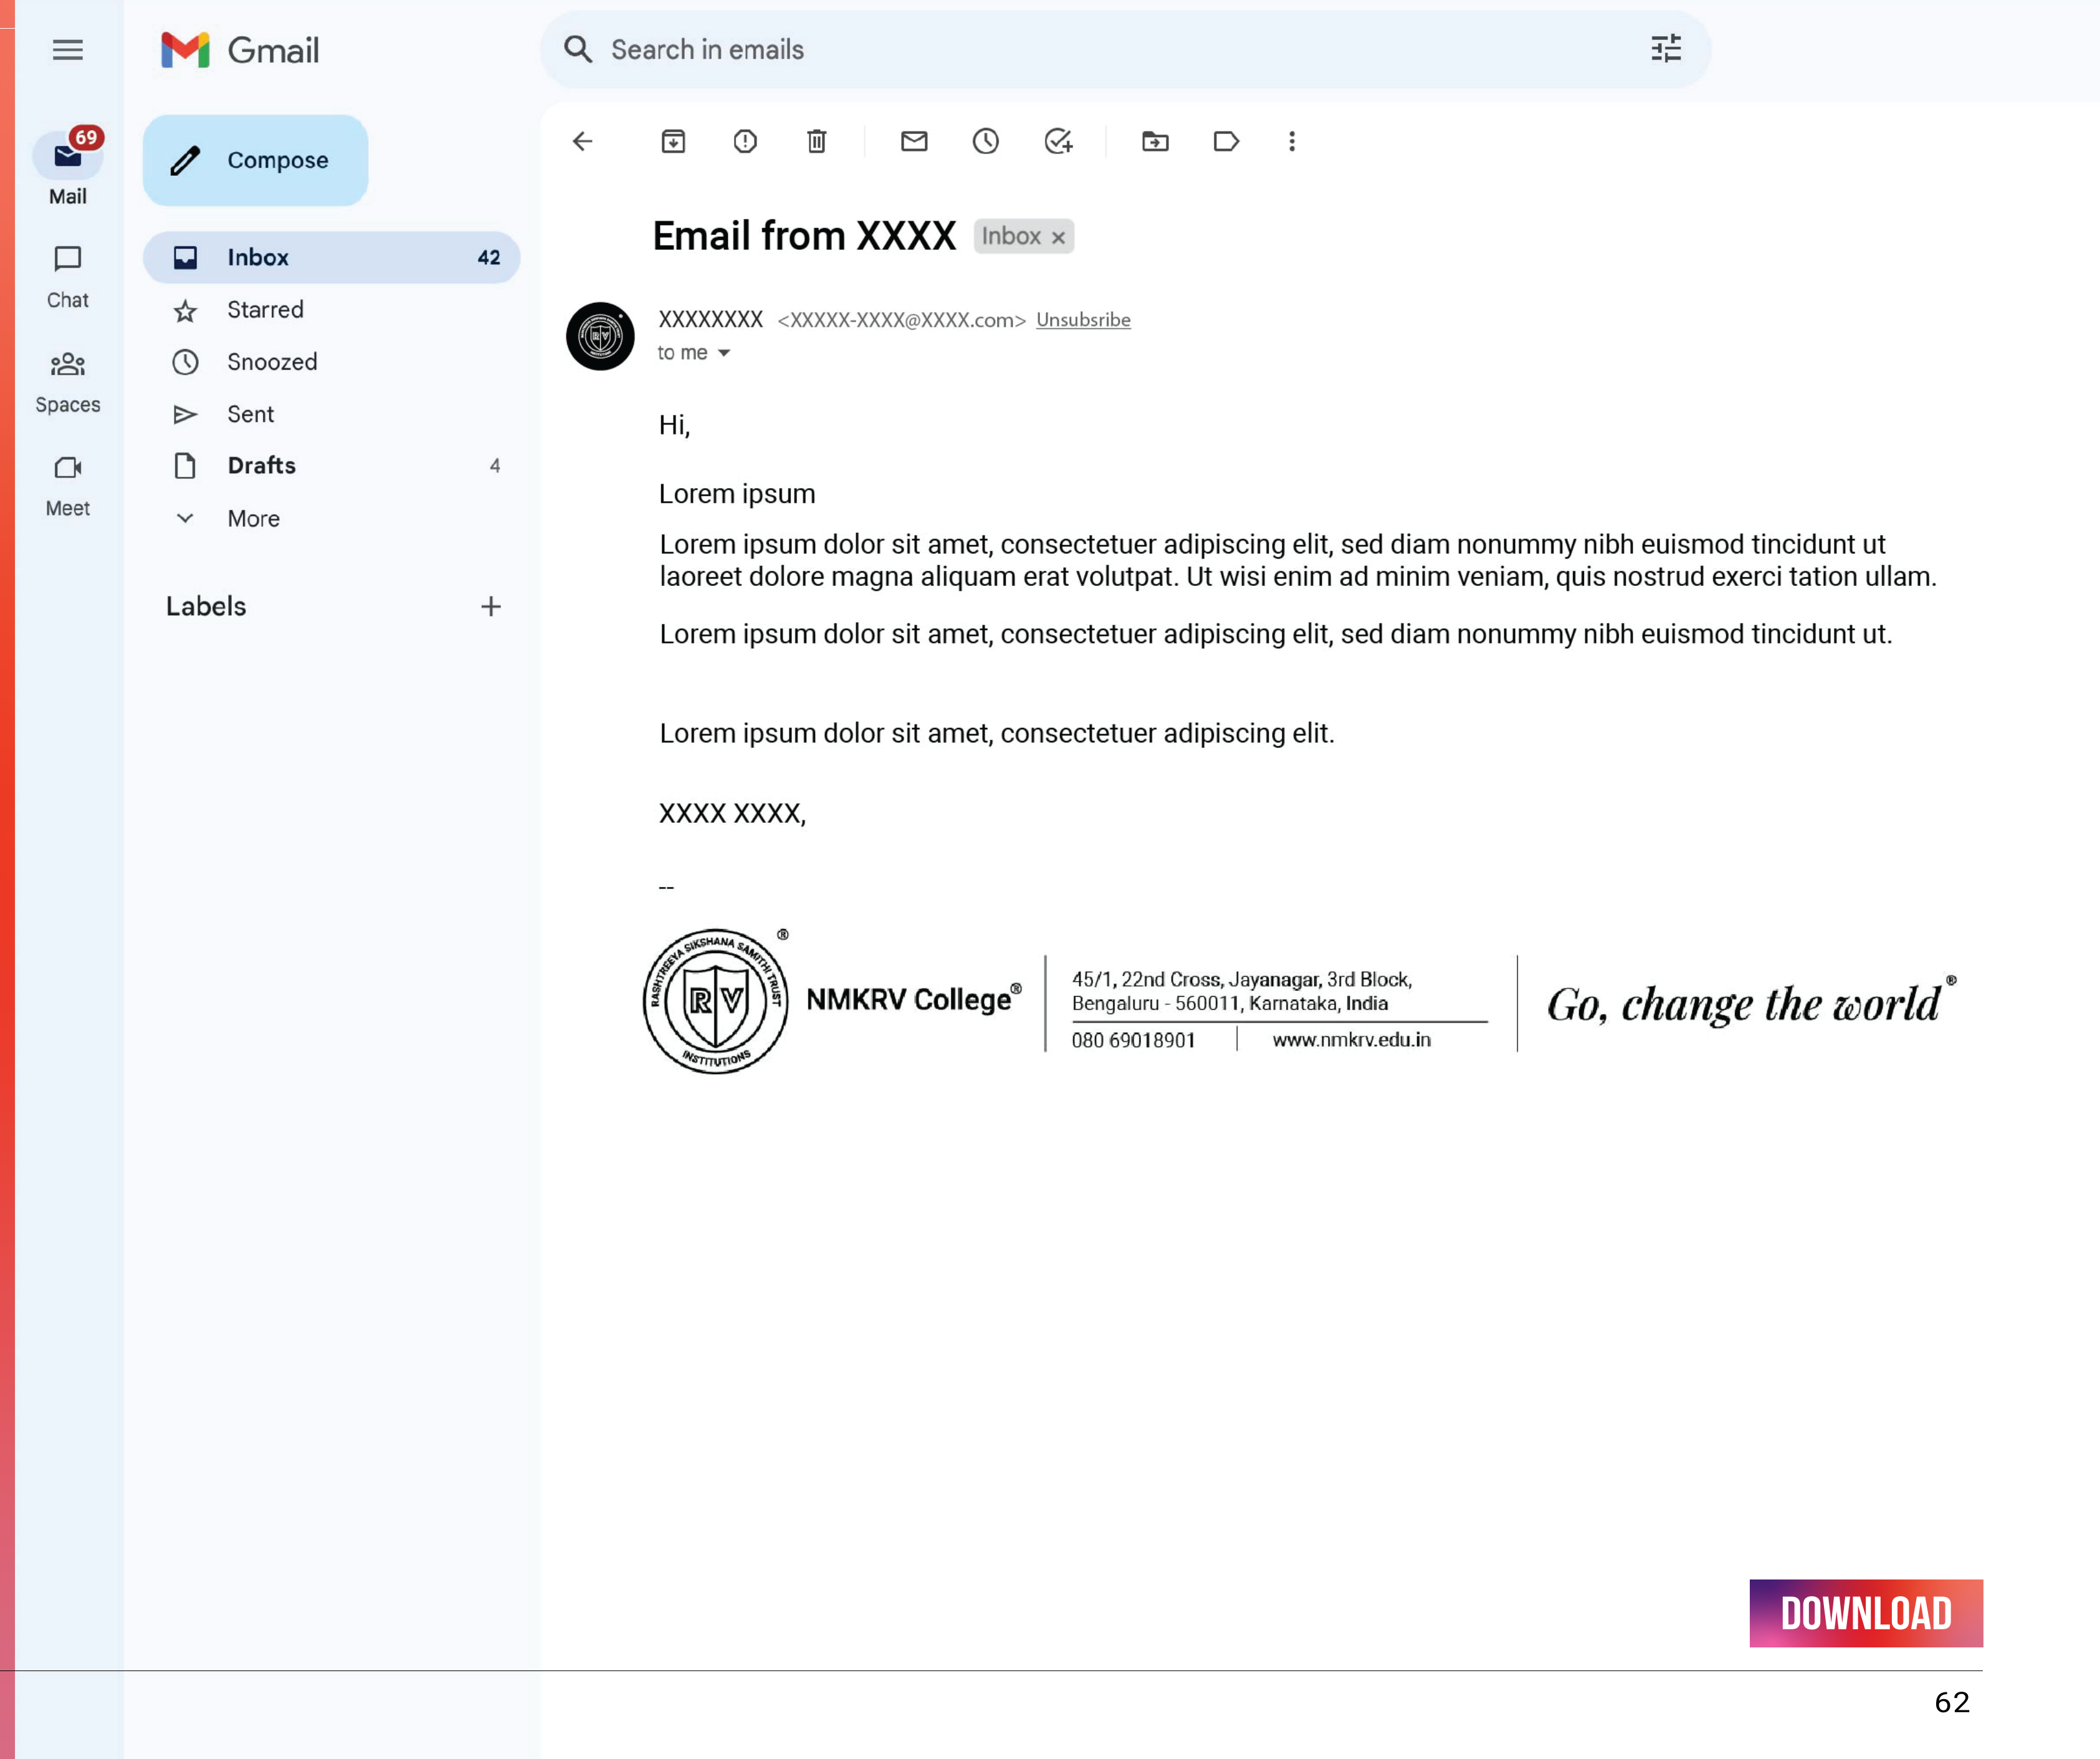 Gmail
Search in emails
69
Mail
Chat
Spaces
Meet
Compose
Inbox 42
Starred
Snoozed
Sent
Drafts 4
More
Labels +
Email from XXXX Inbox ×
XXXXXXXX <XXXXX-XXXX@XXXX.com> Unsubsribe
to me
Hi,
Lorem ipsum
Lorem ipsum dolor sit amet, consectetuer adipiscing elit, sed diam nonummy nibh euismod tincidunt ut
laoreet dolore magna aliquam erat volutpat. Ut wisi enim ad minim veniam, quis nostrud exerci tation ullam.
Lorem ipsum dolor sit amet, consectetuer adipiscing elit, sed diam nonummy nibh euismod tincidunt ut.
Lorem ipsum dolor sit amet, consectetuer adipiscing elit.
XXXX XXXX,
--
RASHTREEYA SIKSHANA SAMITHI TRUST
RV
INSTITUTIONS
®
NMKRV College®
45/1, 22nd Cross, Jayanagar, 3rd Block,
Bengaluru - 560011, Karnataka, India
080 69018901 | www.nmkrv.edu.in
Go, change the world®
DOWNLOAD
62